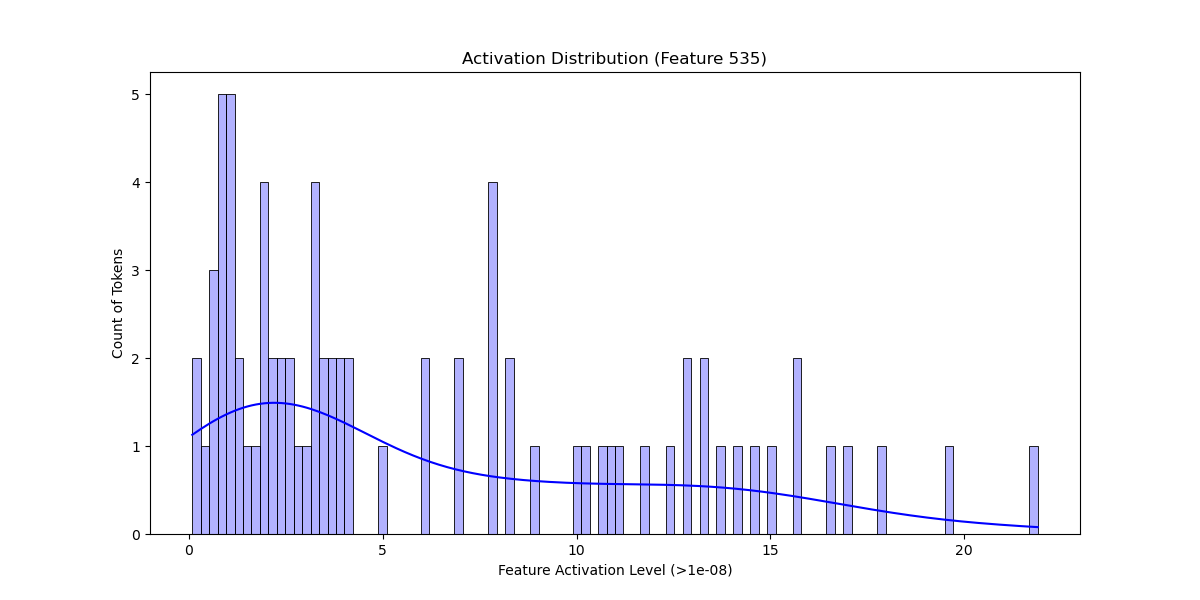 Activation Distribution (Feature 535)
5
4
3
2
1
0
Count of Tokens
0 5 10 15 20
Feature Activation Level (>1e-08)